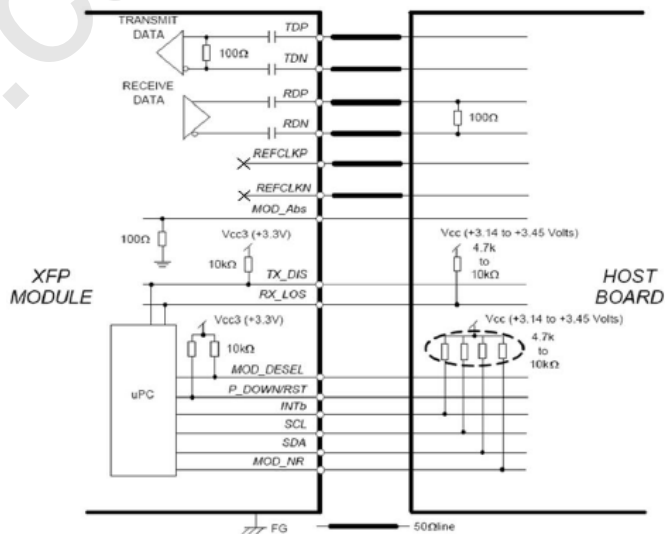 TRANSMIT
DATA
100Ω
TDP
TDN
RECEIVE
DATA
RDP
RDN
100Ω
REFCLKP
REFCLKN
MOD_Abs
100Ω
Vcc3 (+3.3V)
10kΩ
TX_DIS
RX_LOS
Vcc (+3.14 to +3.45 Volts)
4.7k
to
10kΩ
XFP
MODULE
HOST
BOARD
Vcc3 (+3.3V)
10kΩ
Vcc (+3.14 to +3.45 Volts)
4.7k
to
10kΩ
uPC
MOD_DESEL
P_DOWN/RST
INTb
SCL
SDA
MOD_NR
FG
50Ωline